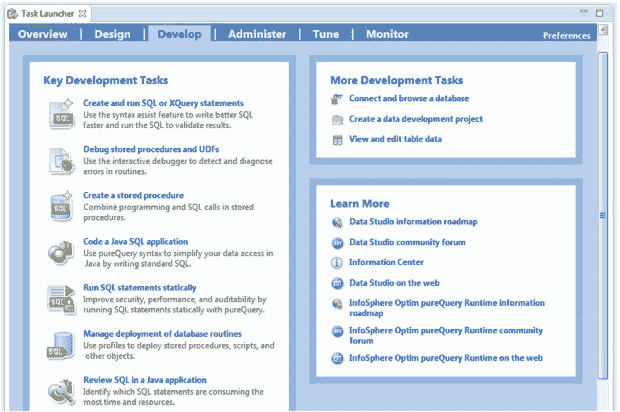 Task Launcher
Overview | Design | Develop | Administer | Tune | Monitor
Preferences
Key Development Tasks
Create and run SQL or XQuery statements
Use the syntax assist feature to write better SQL
faster and run the SQL to validate results.
Debug stored procedures and UDFs
Use the interactive debugger to detect and diagnose
errors in routines.
Create a stored procedure
Combine programming and SQL calls in stored
procedures.
Code a Java SQL application
Use pureQuery syntax to simplify your data access in
Java by writing standard SQL.
Run SQL statements statically
Improve security, performance, and auditability by
running SQL statements statically with pureQuery.
Manage deployment of database routines
Use profiles to deploy stored procedures, scripts, and
other objects.
Review SQL in a Java application
Identify which SQL statements are consuming the
most time and resources.
More Development Tasks
Connect and browse a database
Create a data development project
View and edit table data
Learn More
Data Studio information roadmap
Data Studio community forum
Information Center
Data Studio on the web
InfoSphere Optim pureQuery Runtime information
roadmap
InfoSphere Optim pureQuery Runtime community
forum
InfoSphere Optim pureQuery Runtime on the web